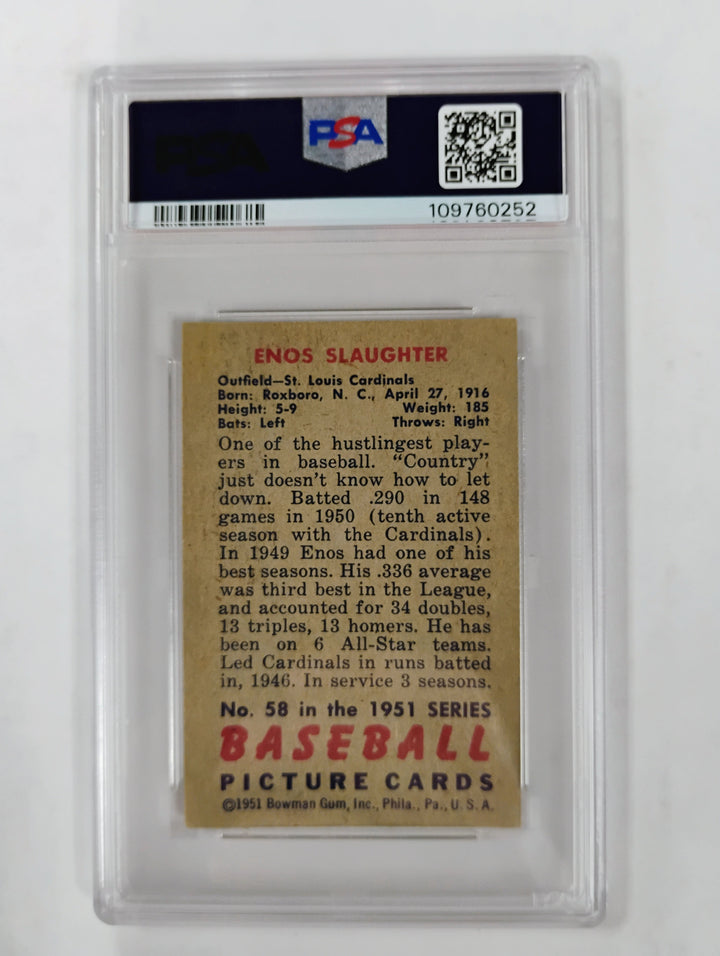 PSA
PSA
109760252
ENOS SLAUGHTER
Outfield—St. Louis Cardinals
Born: Roxboro, N. C., April 27, 1916
Height: 5-9 Weight: 185
Bats: Left Throws: Right
One of the hustlingest play-
ers in baseball. “Country”
just doesn’t know how to let
down. Batted .290 in 148
games in 1950 (tenth active
season with the Cardinals).
In 1949 Enos had one of his
best seasons. His .336 average
was third best in the League,
and accounted for 34 doubles,
13 triples, 13 homers. He has
been on 6 All-Star teams.
Led Cardinals in runs batted
in, 1946. In service 3 seasons.
No. 58 in the 1951 SERIES
BASEBALL
PICTURE CARDS
©1951 Bowman Gum, Inc., Phila., Pa., U. S. A.